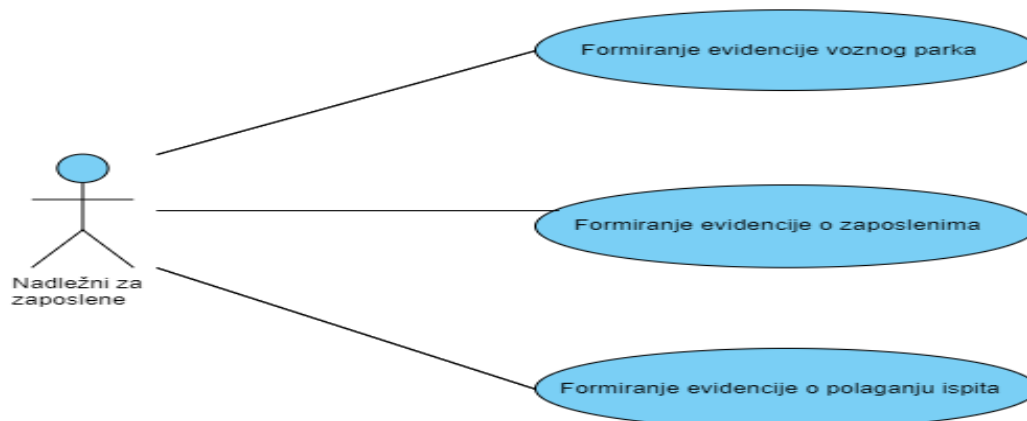 Formiranje evidencije voznog parka
Formiranje evidencije o zaposlenima
Nadležni za
zaposlene
Formiranje evidencije o polaganju ispita